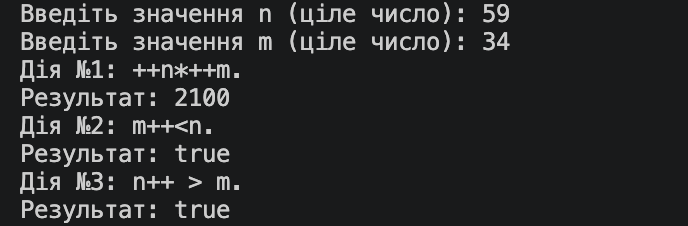 Введіть значення n (ціле число): 59
Введіть значення m (ціле число): 34
Дія №1: ++n*++m.
Результат: 2100
Дія №2: m++<n.
Результат: true
Дія №3: n++ > m.
Результат: true